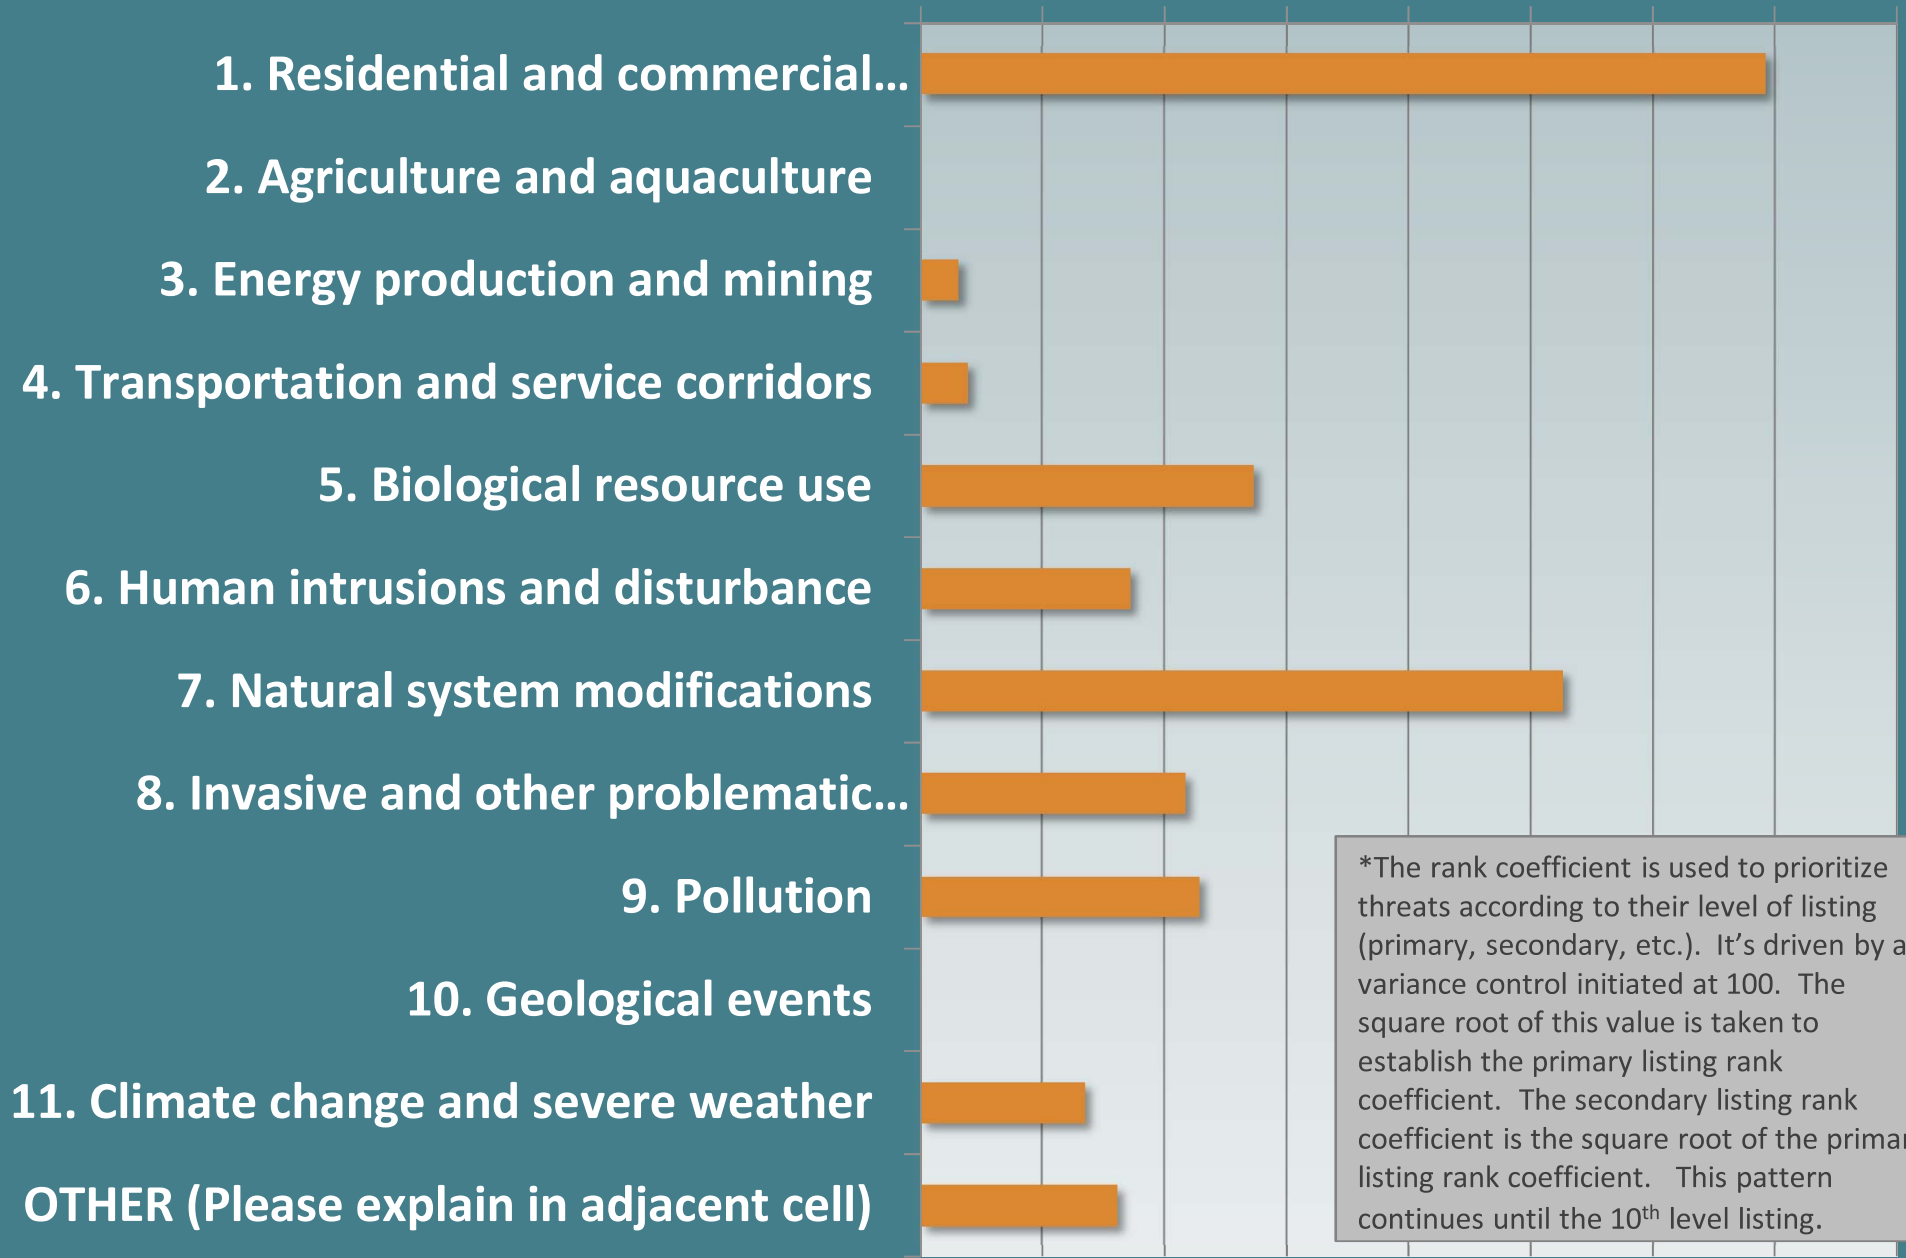 1. Residential and commercial...
2. Agriculture and aquaculture
3. Energy production and mining
4. Transportation and service corridors
5. Biological resource use
6. Human intrusions and disturbance
7. Natural system modifications
8. Invasive and other problematic...
9. Pollution
10. Geological events
11. Climate change and severe weather
OTHER (Please explain in adjacent cell)
*The rank coefficient is used to prioritize
threats according to their level of listing
(primary, secondary, etc.). It’s driven by a
variance control initiated at 100. The
square root of this value is taken to
establish the primary listing rank
coefficient. The secondary listing rank
coefficient is the square root of the primar
listing rank coefficient. This pattern
continues until the 10th level listing.